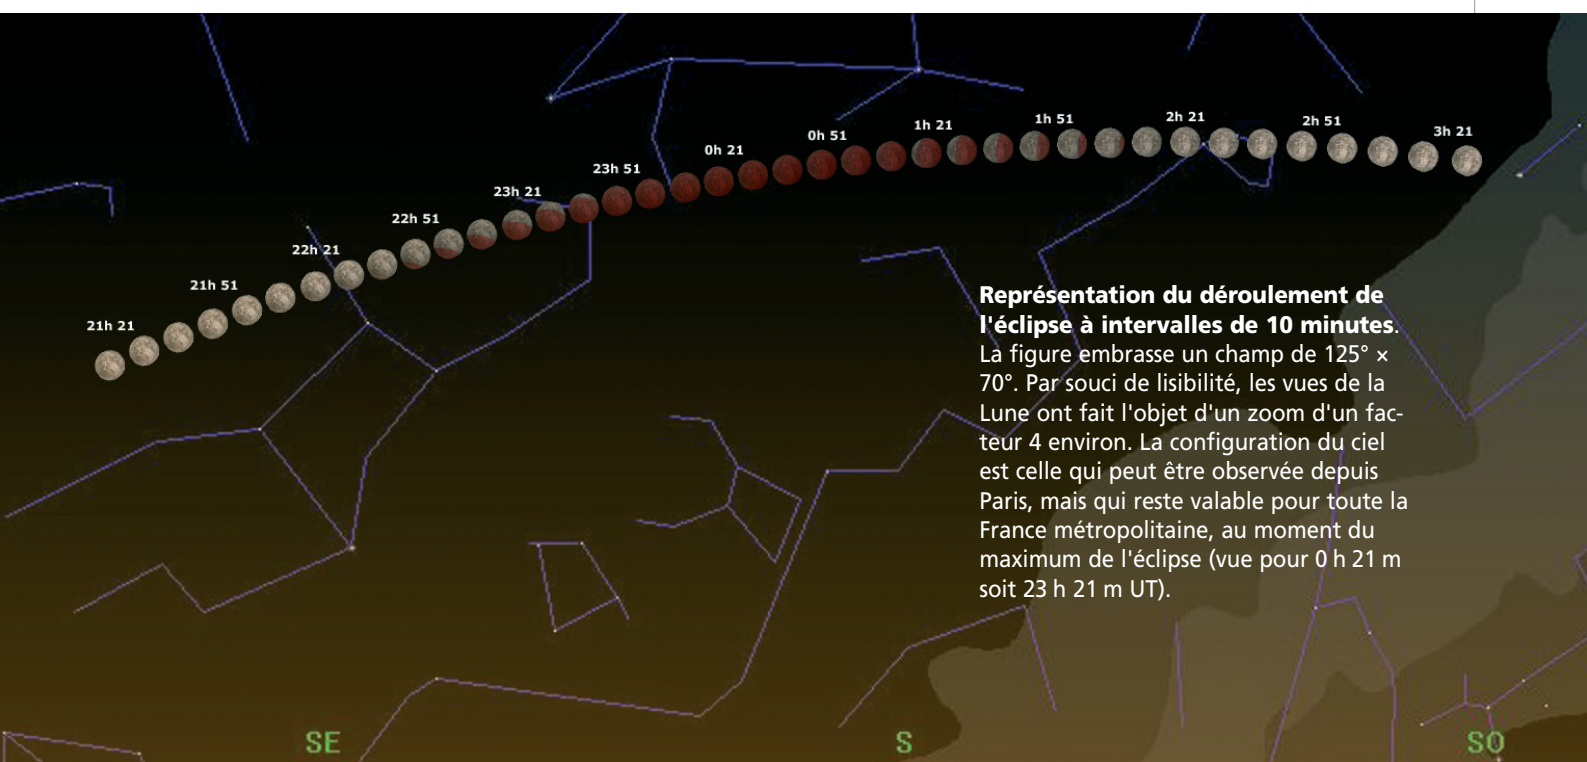 21h 21
21h 51
22h 21
22h 51
23h 21
23h 51
0h 21
0h 51
1h 21
1h 51
2h 21
2h 51
3h 21
Représentation du déroulement de
l'éclipse à intervalles de 10 minutes.
La figure embrasse un champ de 125° ×
70°. Par souci de lisibilité, les vues de la
Lune ont fait l'objet d'un zoom d'un fac-
teur 4 environ. La configuration du ciel
est celle qui peut être observée depuis
Paris, mais qui reste valable pour toute la
France métropolitaine, au moment du
maximum de l'éclipse (vue pour 0 h 21 m
soit 23 h 21 m UT).
SE
S
SO